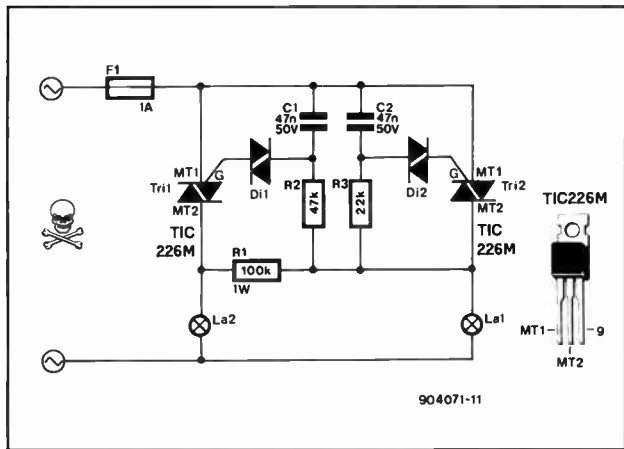 F1
1A
C1
47n
50V
C2
47n
50V
MT1
G
Tri1
MT2
TIC
226M
Di1
R2
47k
R3
22k
Di2
G
MT1
Tri2
MT2
TIC
226M
R1
100k
1W
La2
La1
TIC226M
MT1
9
MT2
904071-11